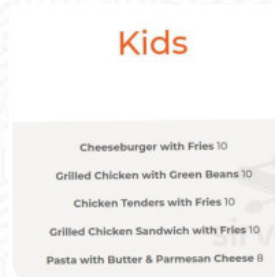 Kids
Cheeseburger with Fries 10
Grilled Chicken with Green Beans 10
Chicken Tenders with Fries 10
Grilled Chicken Sandwich with Fries 10
Pasta with Butter & Parmesan Cheese 8